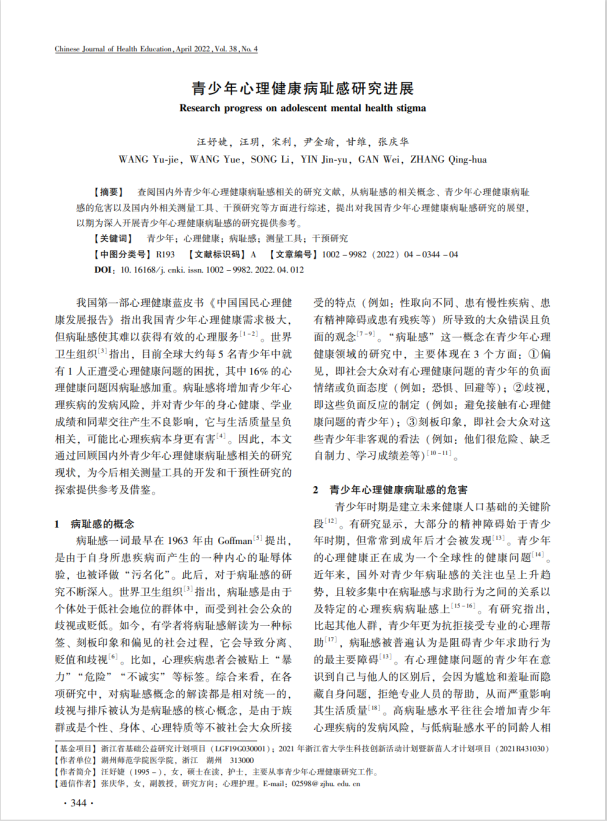 Chinese Journal of Health Education, April 2022, Vol. 38, No. 4
青少年心理健康病耻感研究进展
Research progress on adolescent mental health stigma
汪妤婕，汪玥，宋利，尹金瑜，甘维，张庆华
WANG Yu-jie, WANG Yue, SONG Li, YIN Jin-yu, GAN Wei, ZHANG Qing-hua
【摘要】 查阅国内外青少年心理健康病耻感相关的研究文献，从病耻感的相关概念、青少年心理健康病耻
感的危害以及国内外相关测量工具、干预研究等方面进行综述，提出对我国青少年心理健康病耻感研究的展望，
以期为深入开展青少年心理健康病耻感的研究提供参考。
【关键词】 青少年；心理健康；病耻感；测量工具；干预研究
【中图分类号】R193 【文献标识码】A 【文章编号】1002-9982（2022）04-0344-04
DOI：10.16168/j.cnki.issn.1002-9982.2022.04.012
我国第一部心理健康蓝皮书《中国国民心理健
康发展报告》指出我国青少年心理健康需求极大，
但病耻感使其难以获得有效的心理服务[1-2]。世界
卫生组织[3]指出，目前全球大约每5名青少年中就
有1人正遭受心理健康问题的困扰，其中16%的心
理健康问题因病耻感加重。病耻感将增加青少年心
理疾病的发病风险，并对青少年的身心健康、学业
成绩和同辈交往产生不良影响，它与生活质量呈负
相关，可能比心理疾病本身更有害[4]。因此，本文
通过回顾国内外青少年心理健康病耻感相关的研究
现状，为今后相关测量工具的开发和干预性研究的
探索提供参考及借鉴。
1 病耻感的概念
病耻感一词最早在1963年由Goffman[5]提出，
是由于自身所患疾病而产生的一种内心的耻辱体
验，也被译做“污名化”。此后，对于病耻感的研
究不断深入。世界卫生组织[3]指出，病耻感是由于
个体处于低社会地位的群体中，而受到社会公众的
歧视或贬低。如今，有学者将病耻感解读为一种标
签、刻板印象和偏见的社会过程，它会导致分离、
贬值和歧视[6]。比如，心理疾病患者会被贴上“暴
力”“危险”“不诚实”等标签。综合来看，在各
项研究中，对病耻感概念的解读都是相对统一的，
歧视与排斥被认为是病耻感的核心概念，是由于族
群或是个性、身体、心理特质等不被社会大众所接
受的特点（例如：性取向不同、患有慢性疾病、患
有精神障碍或患有残疾等）所导致的大众错误且负
面的观念[7-9]。“病耻感”这一概念在青少年心理
健康领域的研究中，主要体现在3个方面：①偏
见，即社会大众对有心理健康问题的青少年的负面
情绪或负面态度（例如：恐惧、回避等）；②歧视，
即这些负面反应的制定（例如：避免接触有心理健
康问题的青少年）；③刻板印象，即社会大众对这
些青少年非客观的看法（例如：他们很危险、缺乏
自制力、学习成绩差等）[10-11]。
2 青少年心理健康病耻感的危害
青少年时期是建立未来健康人口基础的关键阶
段[12]。有研究显示，大部分的精神障碍始于青少
年时期，但常常到成年后才会被发现[13]。青少年
的心理健康正在成为一个全球性的健康问题[14]。
近年来，国外对青少年病耻感的关注也呈上升趋
势，且较多集中在病耻感与求助行为之间的关系以
及特定的心理疾病病耻感上[15-16]。有研究指出，
比起其他人群，青少年更为抗拒接受专业的心理帮
助[17]，病耻感被普遍认为是阻碍青少年求助行为
的最主要障碍[13]。有心理健康问题的青少年在意
识到自己与他人的区别后，会因为尴尬和羞耻而隐
藏自身问题，拒绝专业人员的帮助，从而严重影响
其生活质量[18]。高病耻感水平往往会增加青少年
心理疾病的发病风险，与低病耻感水平的同龄人相
【基金项目】浙江省基础公益研究计划项目（LGF19G030001）；2021年浙江省大学生科技创新活动计划暨新苗人才计划项目（2021R431030）
【作者单位】湖州师范学院医学院，浙江 湖州 313000
【作者简介】汪妤婕（1995-），女，硕士在读，护士，主要从事青少年心理健康研究工作。
【通信作者】张庆华，女，副教授，研究方向：心理护理。E-mail：02598@zjhu.edu.cn
· 344 ·